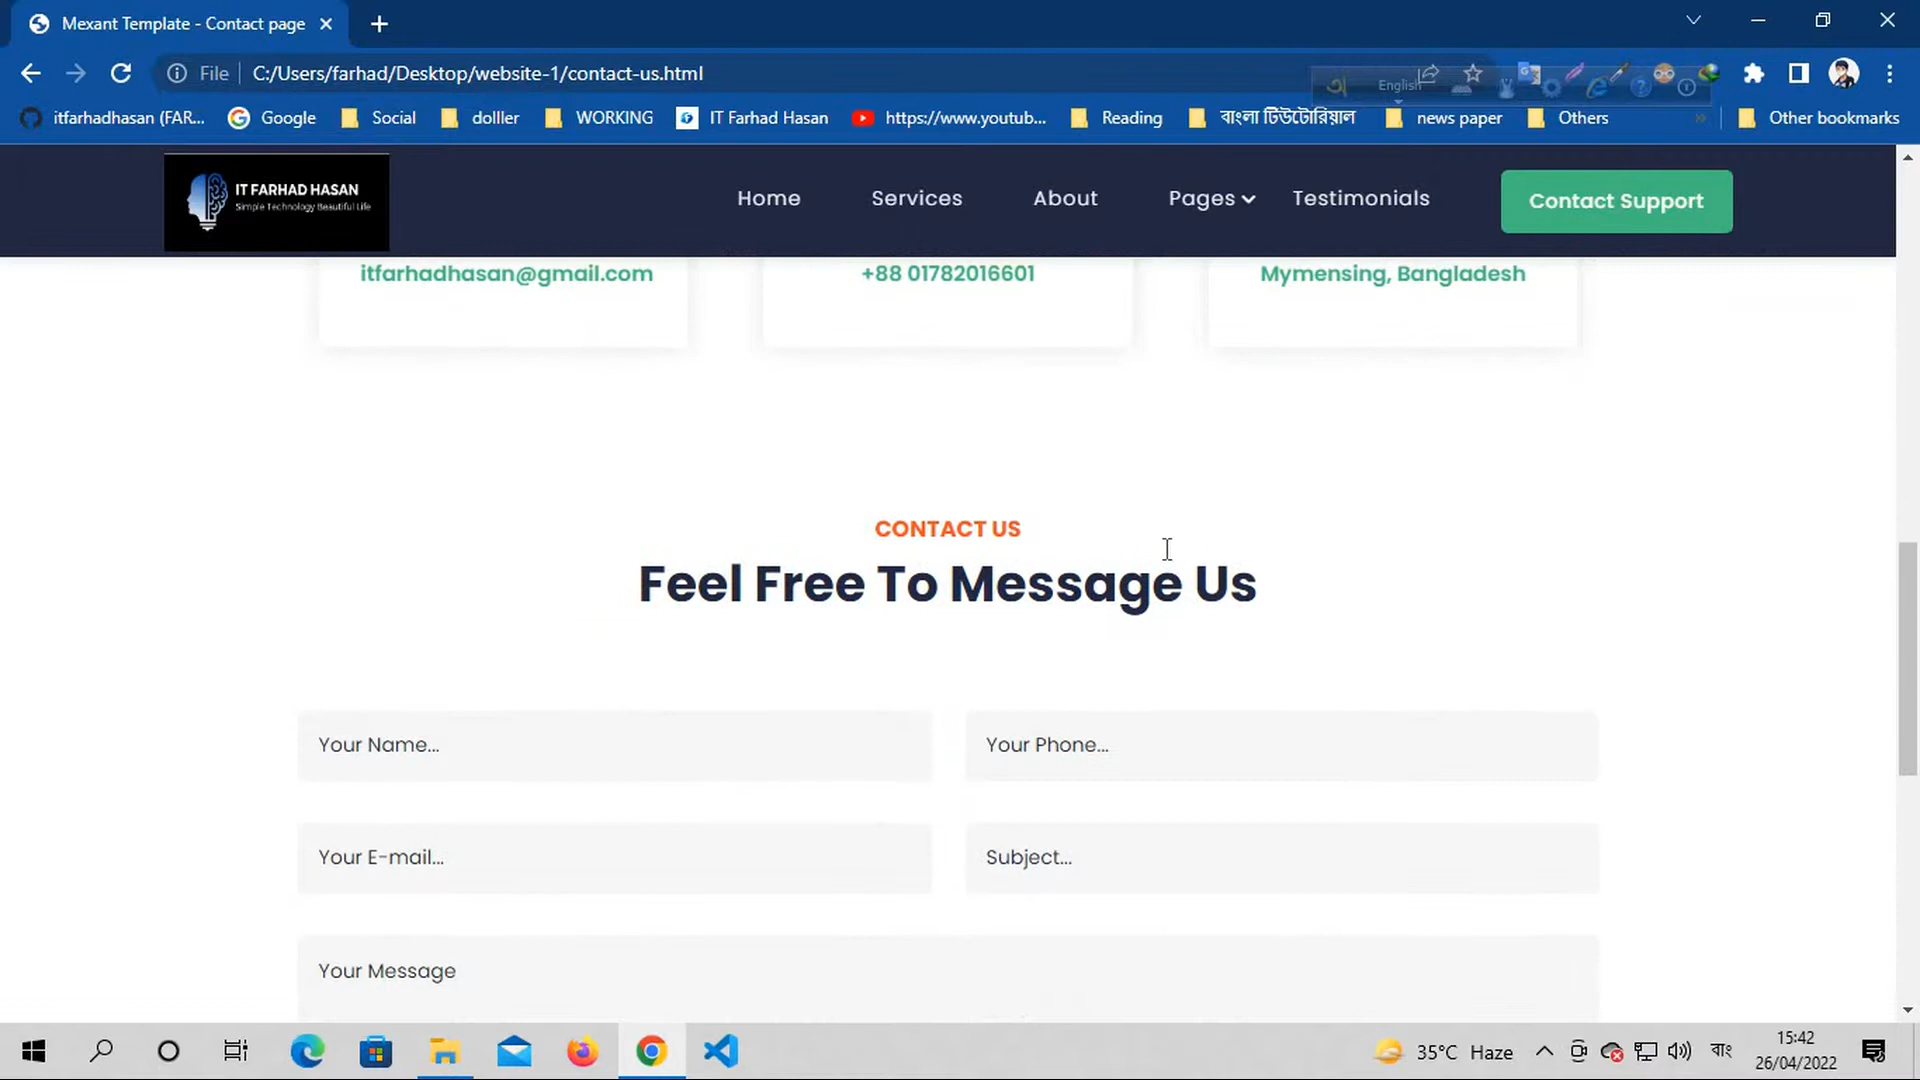 Mexant Template - Contact page
File
C:/Users/farhad/Desktop/website-1/contact-us.html
English
itfarhadhasan (FAR...
Google
Social
dolller
WORKING
IT Farhad Hasan
https://www.youtub...
Reading
বাংলা টিউটোরিয়াল
news paper
Others
Other bookmarks
IT FARHAD HASAN
Simple Technology Beautiful Life
Home
Services
About
Pages
Testimonials
Contact Support
itfarhadhasan@gmail.com
+88 01782016601
Mymensing, Bangladesh
CONTACT US
Feel Free To Message Us
Your Name...
Your Phone...
Your E-mail...
Subject...
Your Message
35°C Haze
বাং
15:42
26/04/2022